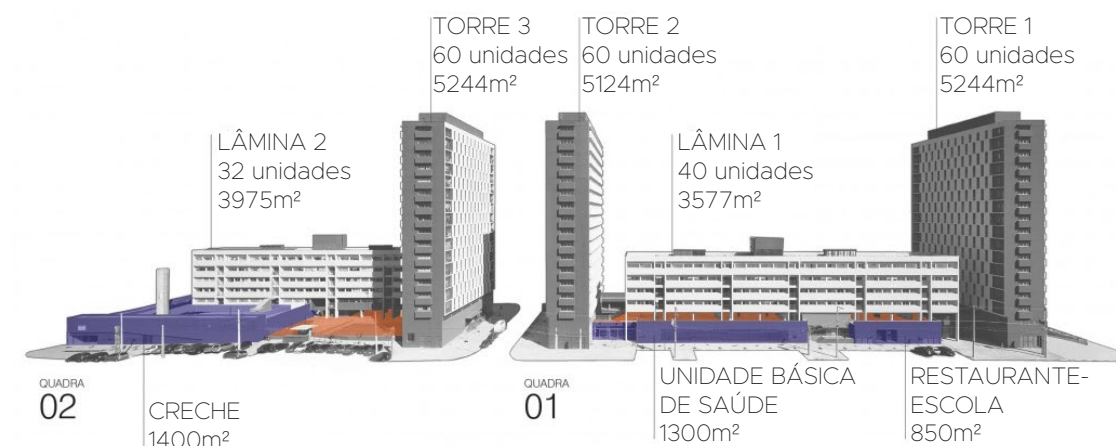 TORRE 3
60 unidades
5244m²
TORRE 2
60 unidades
5124m²
TORRE 1
60 unidades
5244m²
LÂMINA 2
32 unidades
3975m²
LÂMINA 1
40 unidades
3577m²
QUADRA
02
CRECHE
1400m²
QUADRA
01
UNIDADE BÁSICA
DE SAÚDE
1300m²
RESTAURANTE-
ESCOLA
850m²